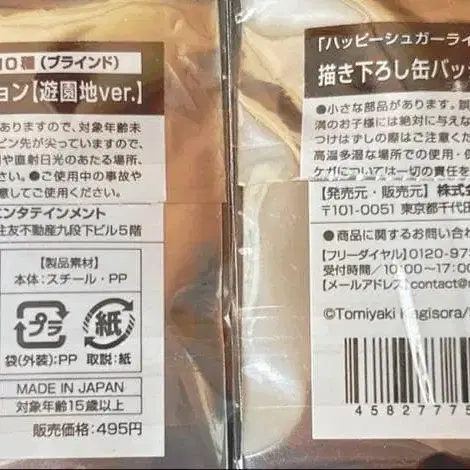 10種(ブラインド)
ョン【遊園地ver.】
ありますので、対象年齢未
ピン先が尖っていますので、
や直射日光のあたる場所、
さい。●ご使用中の事故や
意してご使用ください。
ンタテインメント
住友不動産九段下ビル5階
【製品素材】
本体:スチール・PP
プラ
紙
袋(外装):PP 取説:紙
MADE IN JAPAN
対象年齢15歳以上
販売価格:495円
「ハッピーシュガーライ
描き下ろし缶バッ
●小さな部品があります。
満のお子様には絶対に与えな
つけはずしの際はご注意くだ
高温多湿な場所での使用・保
ケガについては一切の責任を
【発売元・販売元】株式会
〒101-0051 東京都千代田
●商品に関するお問い合わ
【フリーダイヤル】0120-97
受付時間/10:00〜17:0
【メールアドレス】contact@
©Tomiyaki Kagisora/
4582775